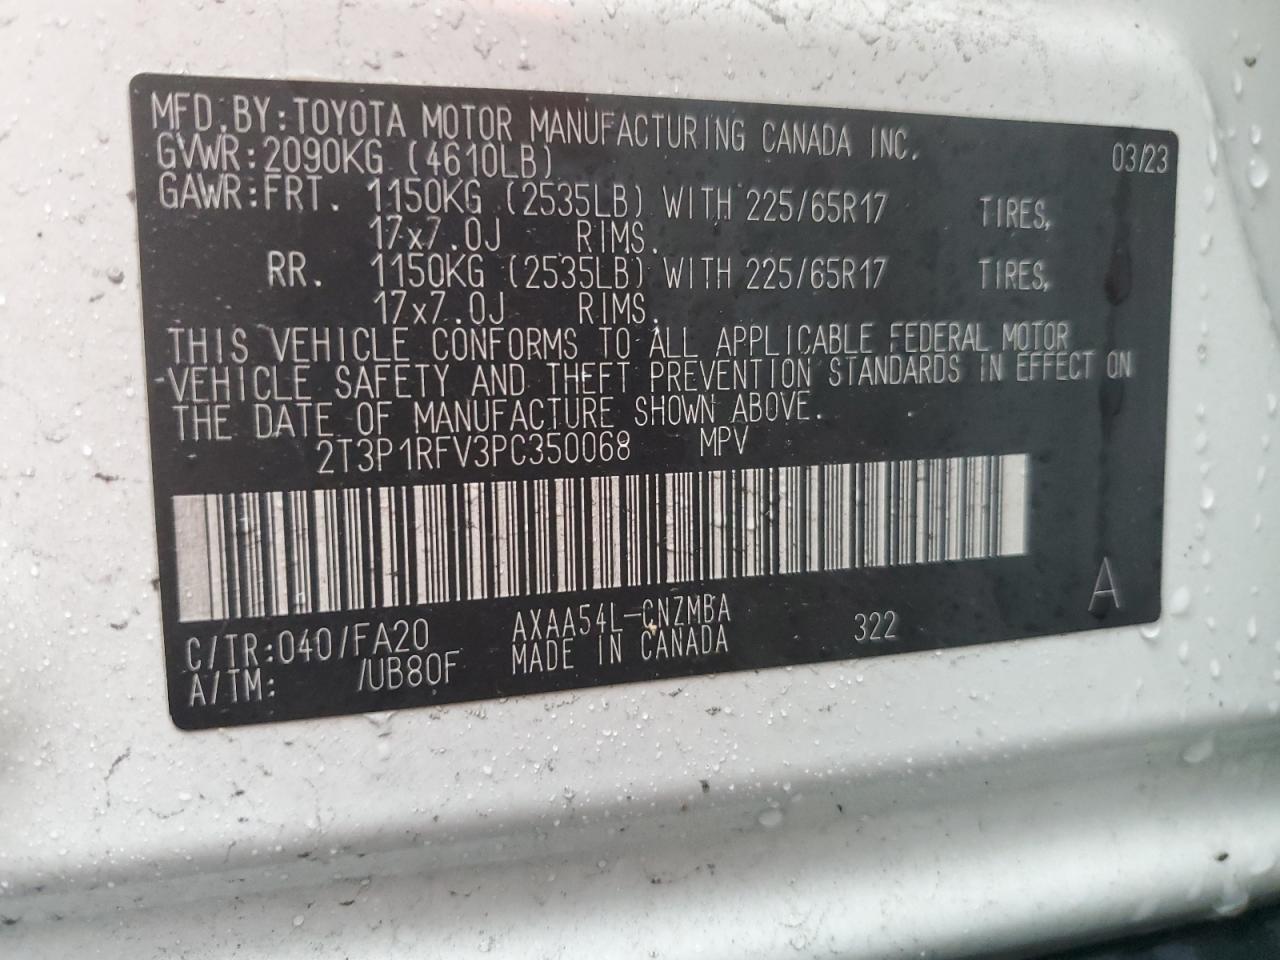 MFD.BY:TOYOTA MOTOR MANUFACTURING CANADA INC. 03/23
GVWR:2090KG (4610LB)
GAWR:FRT. 1150KG (2535LB) WITH 225/65R17 TIRES,
17x7.0J RIMS.
RR. 1150KG (2535LB) WITH 225/65R17 TIRES,
17x7.0J RIMS.
THIS VEHICLE CONFORMS TO ALL APPLICABLE FEDERAL MOTOR
VEHICLE SAFETY AND THEFT PREVENTION STANDARDS IN EFFECT ON
THE DATE OF MANUFACTURE SHOWN ABOVE.
2T3P1RFV3PC350068 MPV
A
C/TR:040/FA20 AXAA54L-CNZMBA 322
A/TM: /UB80F MADE IN CANADA